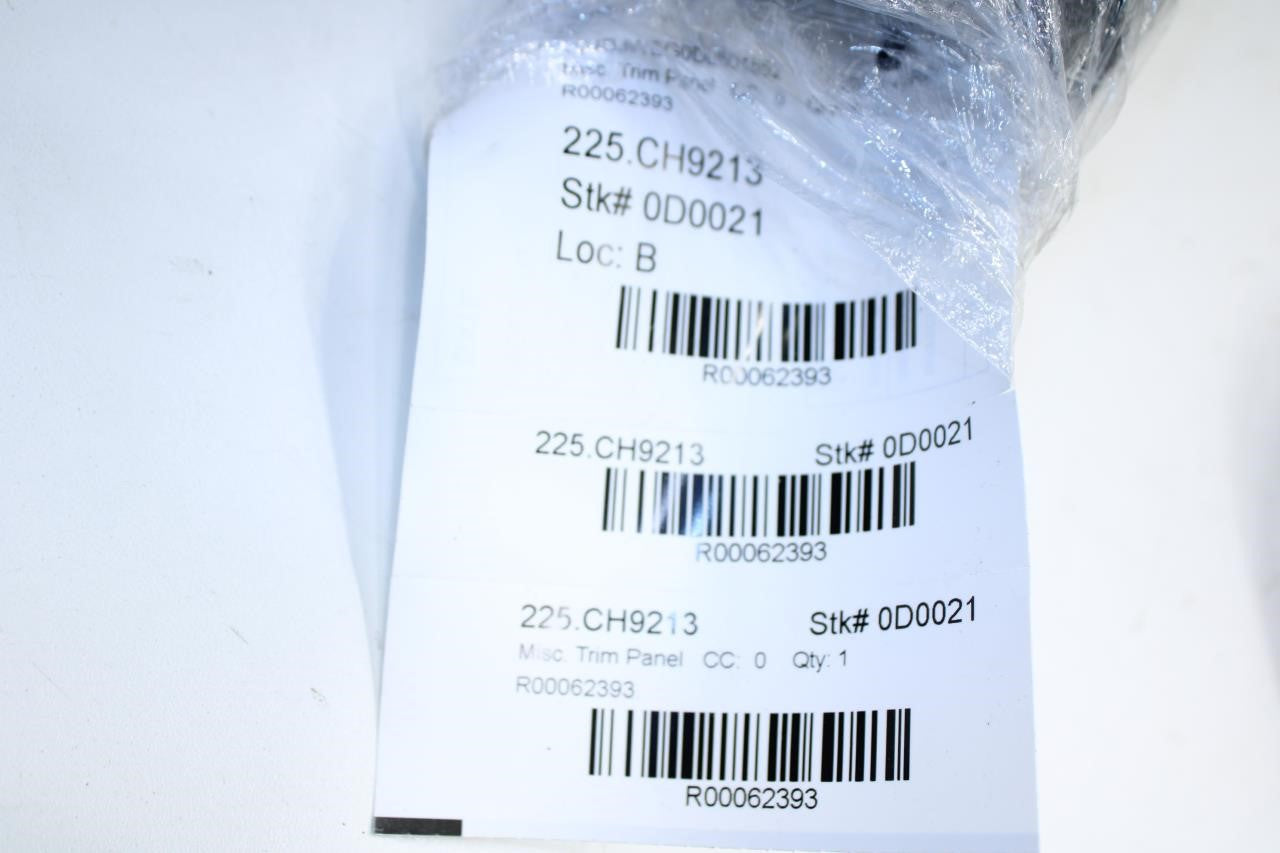 Misc. Trim Panel
R00062393
225.CH9213
Stk# 0D0021
Loc: B
R00062393
225.CH9213 Stk# 0D0021
R00062393
225.CH9213 Stk# 0D0021
Misc. Trim Panel CC: 0 Qty: 1
R00062393
R00062393